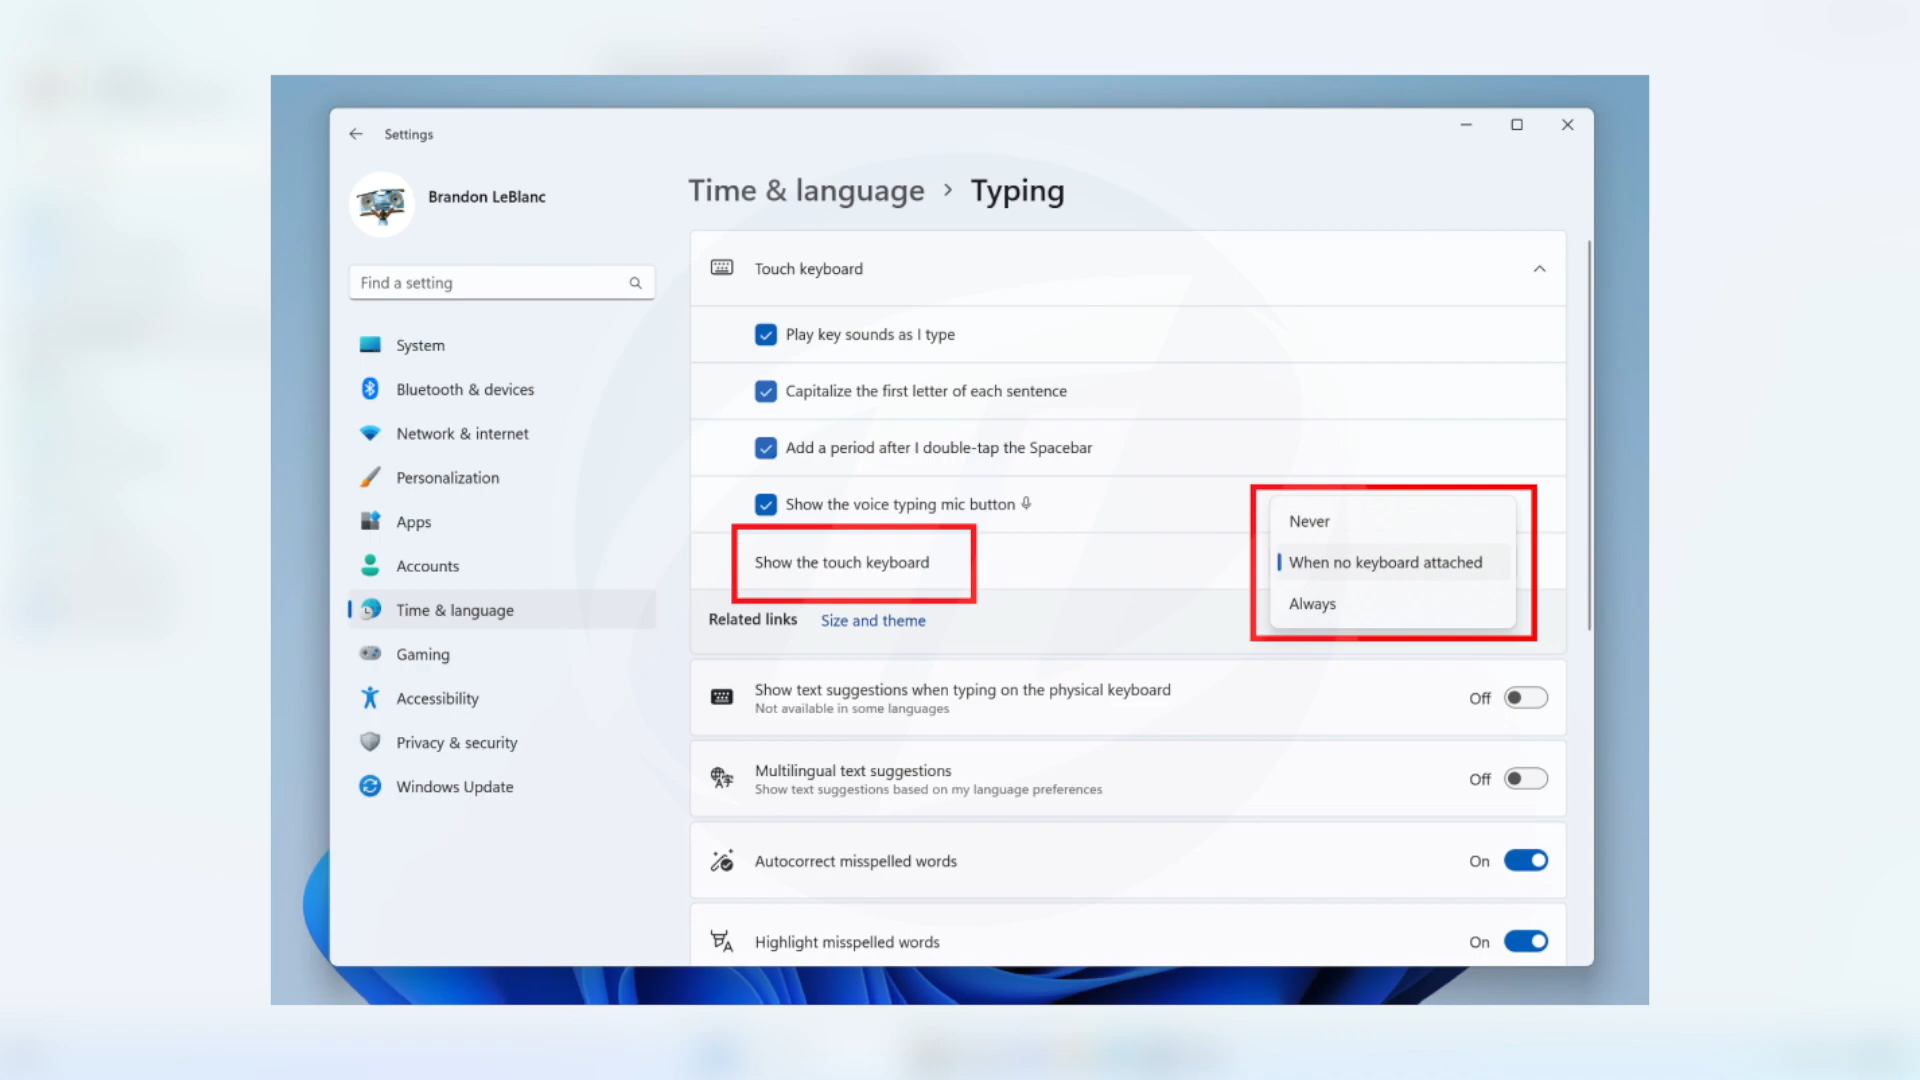 Settings
Brandon LeBlanc
Find a setting
System
Bluetooth & devices
Network & internet
Personalization
Apps
Accounts
Time & language
Gaming
Accessibility
Privacy & security
Windows Update
Time & language > Typing
Touch keyboard
Play key sounds as I type
Capitalize the first letter of each sentence
Add a period after I double-tap the Spacebar
Show the voice typing mic button
Show the touch keyboard
Never
When no keyboard attached
Always
Related links Size and theme
Show text suggestions when typing on the physical keyboard
Not available in some languages
Off
Multilingual text suggestions
Show text suggestions based on my language preferences
Off
Autocorrect misspelled words
On
Highlight misspelled words
On